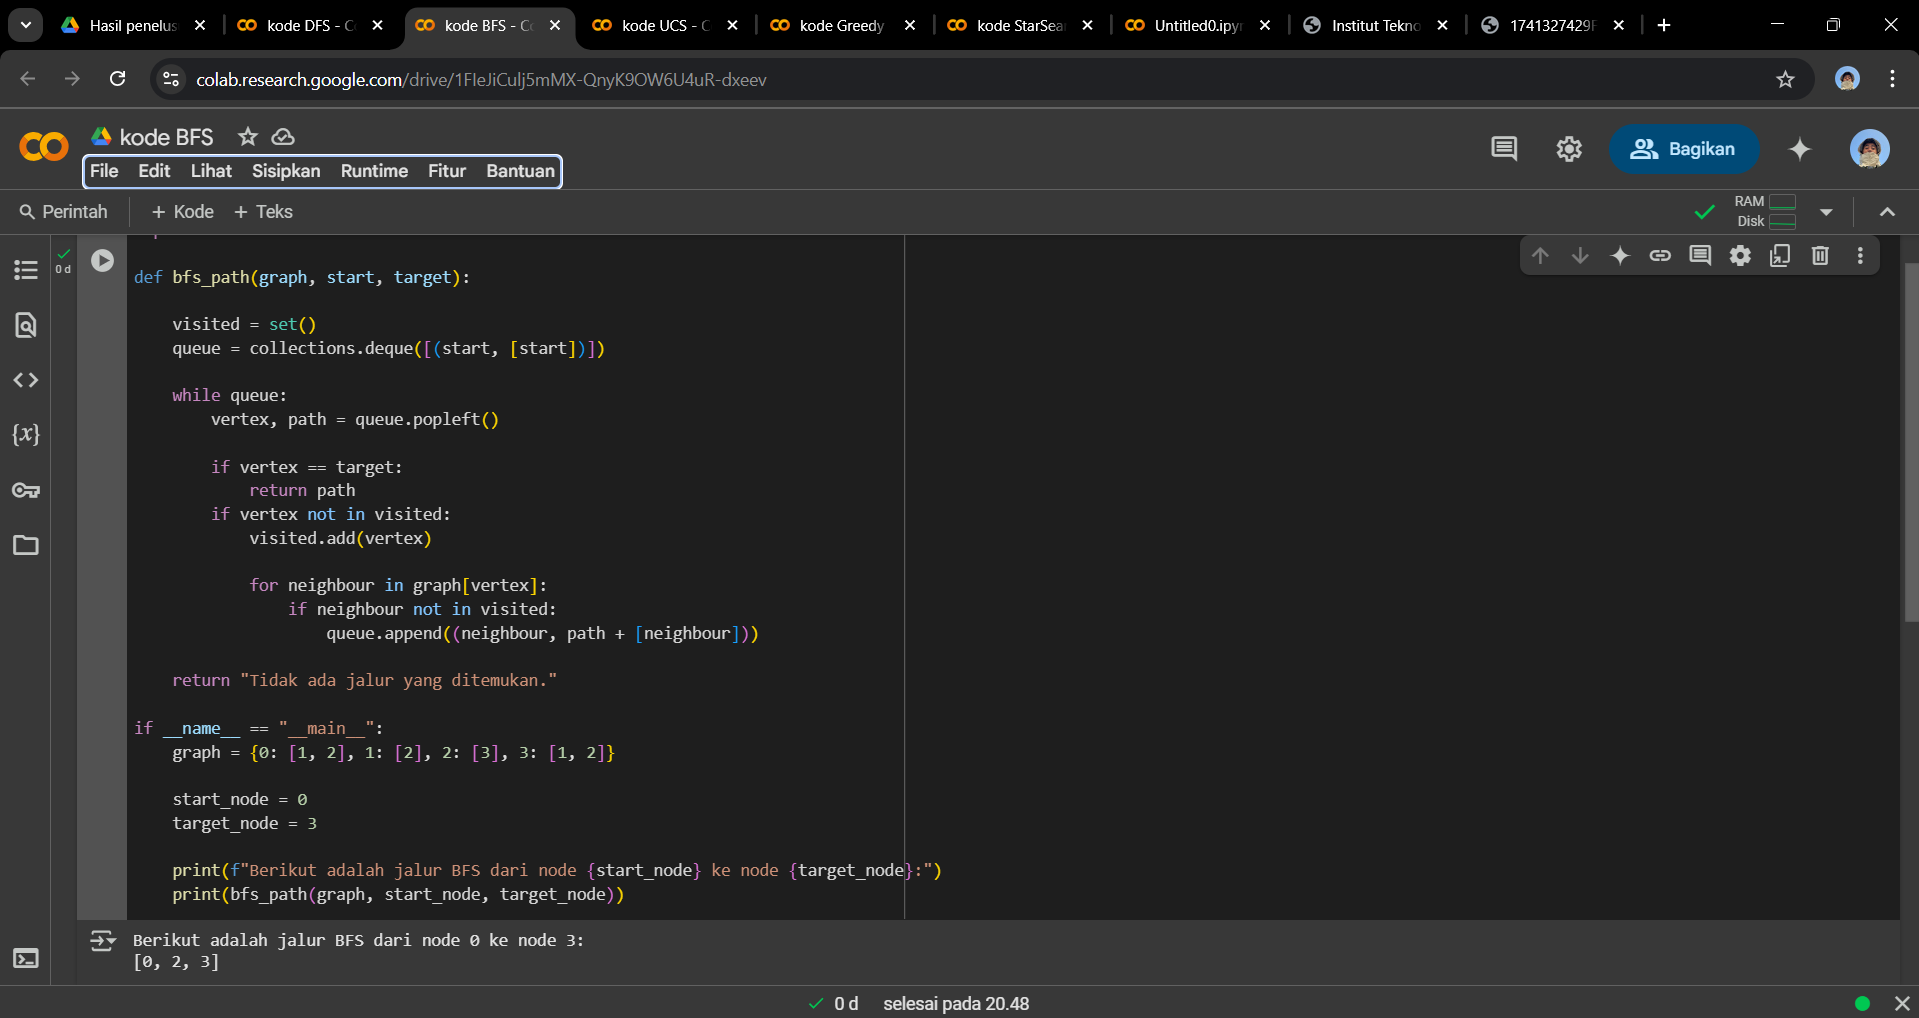 Hasil penelus
kode DFS - C
kode BFS - C
kode UCS - C
kode Greedy
kode StarSea
Untitled0.ipy
Institut Tekno
1741327429
colab.research.google.com/drive/1FIeJiCulj5mMX-QnyK9OW6U4uR-dxeev
kode BFS
File Edit Lihat Sisipkan Runtime Fitur Bantuan
Bagikan
Perintah + Kode + Teks
RAM
Disk
0 d
def bfs_path(graph, start, target):
visited = set()
queue = collections.deque([(start, [start])])
while queue:
vertex, path = queue.popleft()
if vertex == target:
return path
if vertex not in visited:
visited.add(vertex)
for neighbour in graph[vertex]:
if neighbour not in visited:
queue.append((neighbour, path + [neighbour]))
return "Tidak ada jalur yang ditemukan."
if __name__ == "__main__":
graph = {0: [1, 2], 1: [2], 2: [3], 3: [1, 2]}
start_node = 0
target_node = 3
print(f"Berikut adalah jalur BFS dari node {start_node} ke node {target_node}:")
print(bfs_path(graph, start_node, target_node))
Berikut adalah jalur BFS dari node 0 ke node 3:
[0, 2, 3]
0 d selesai pada 20.48